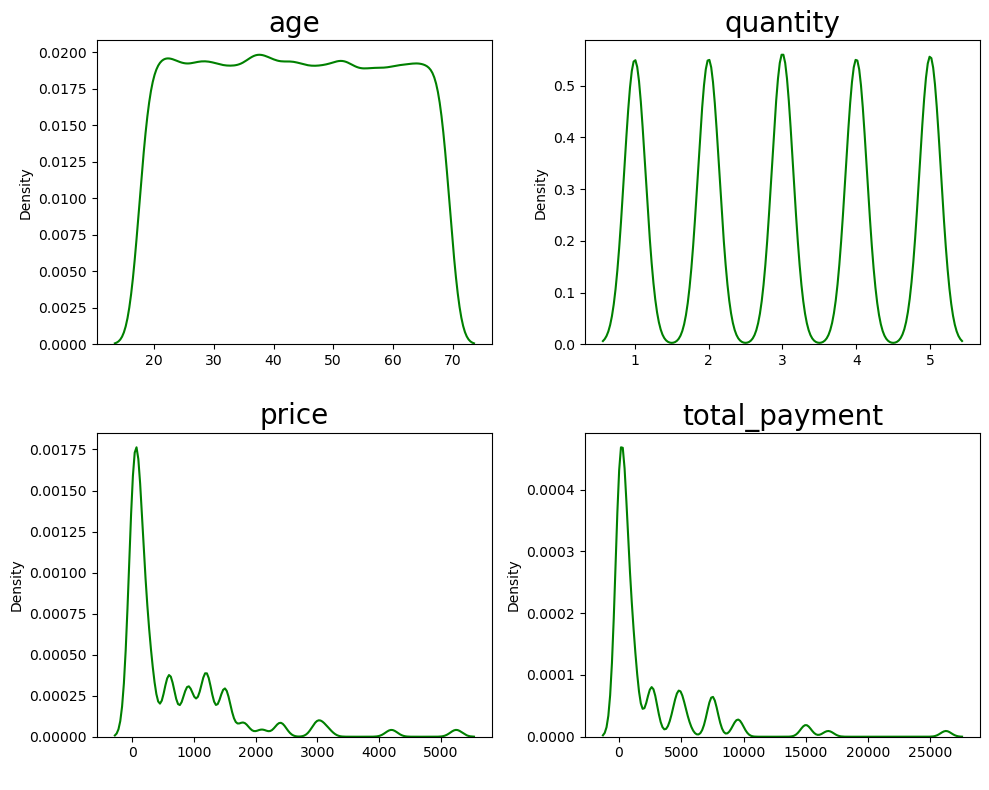 age
0.0200
0.0175
0.0150
0.0125
0.0100
0.0075
0.0050
0.0025
0.0000
Density
20 30 40 50 60 70
quantity
0.5
0.4
0.3
0.2
0.1
0.0
Density
1 2 3 4 5
price
0.00175
0.00150
0.00125
0.00100
0.00075
0.00050
0.00025
0.00000
Density
0 1000 2000 3000 4000 5000
total_payment
0.0004
0.0003
0.0002
0.0001
0.0000
Density
0 5000 10000 15000 20000 25000